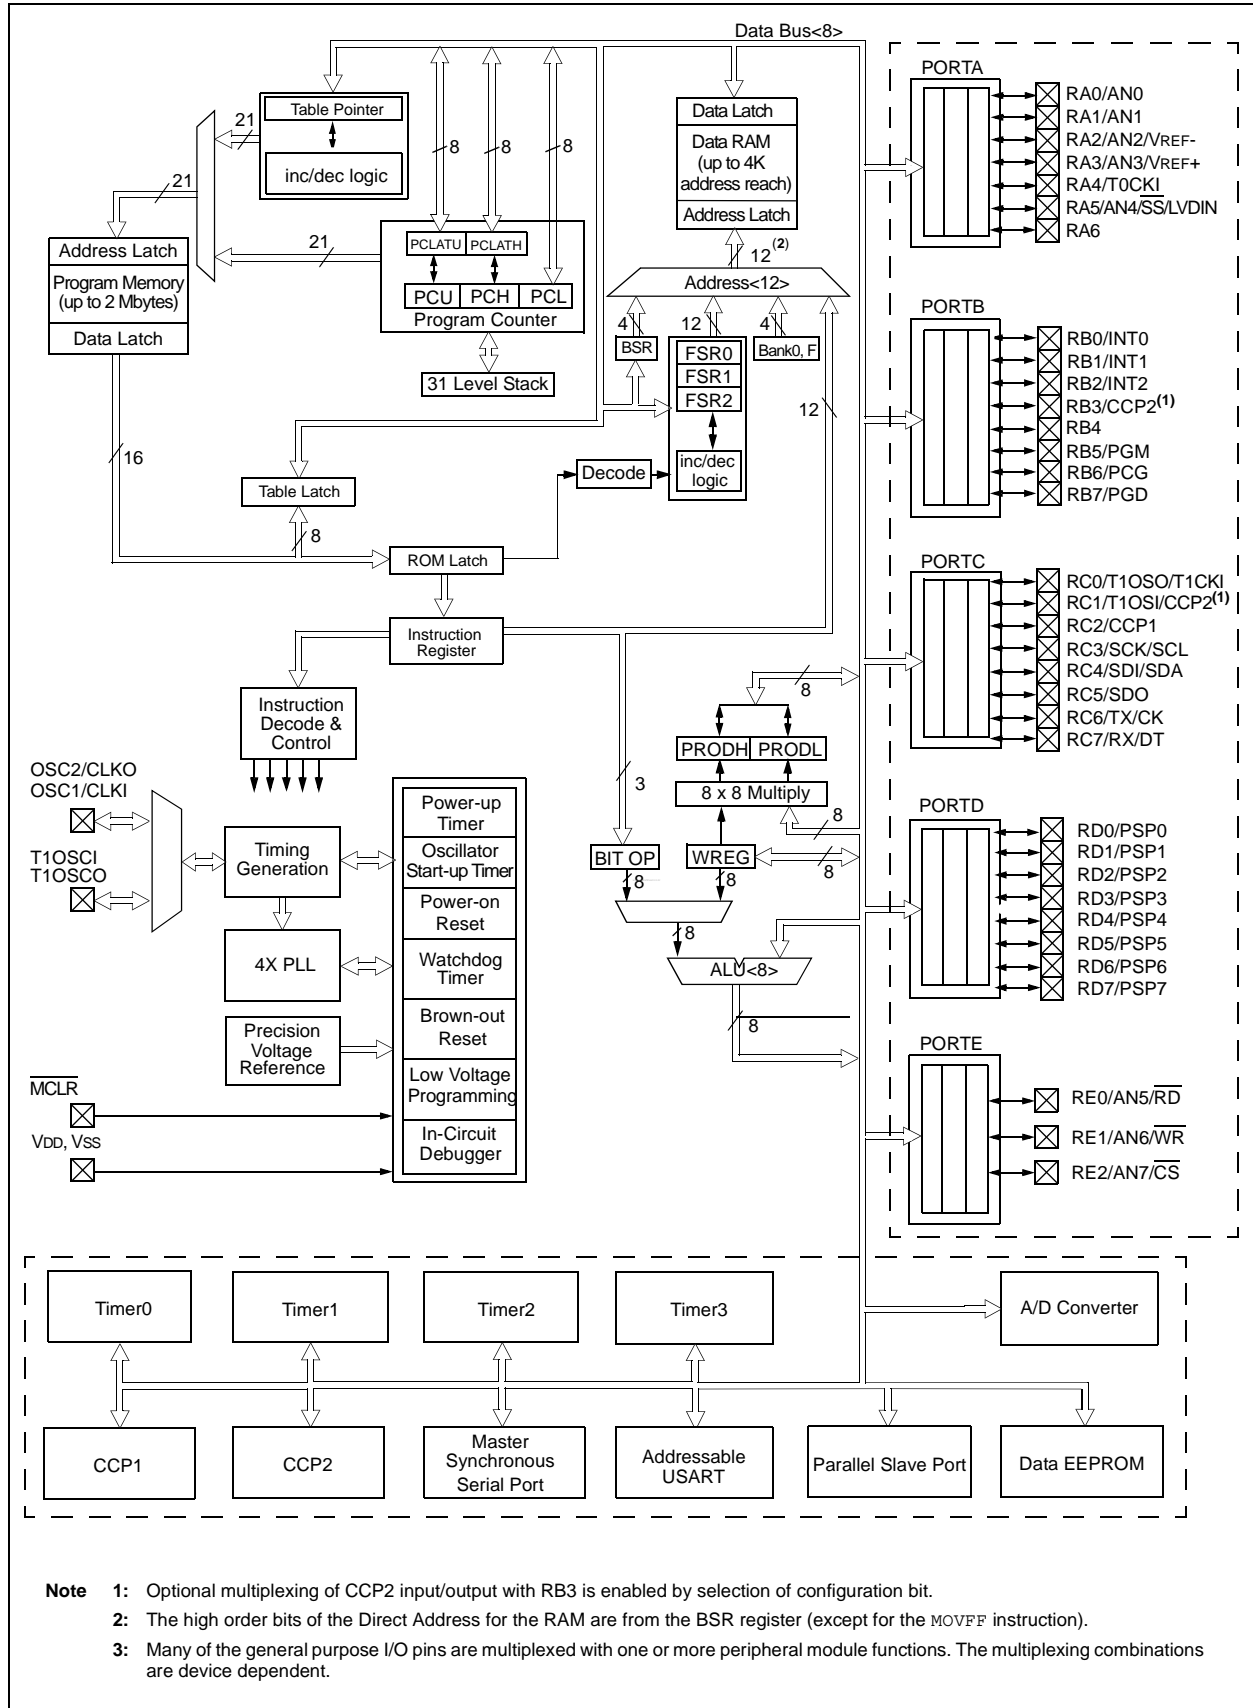 Data Bus<8>
Table Pointer
inc/dec logic
21
21
8
8
8
Data Latch
Data RAM
(up to 4K
address reach)
Address Latch
12(2)
Address<12>
Address Latch
Program Memory
(up to 2 Mbytes)
Data Latch
21
PCLATU
PCLATH
PCU
PCH
PCL
Program Counter
31 Level Stack
4
12
4
BSR
FSR0
FSR1
FSR2
Bank0, F
inc/dec
logic
12
16
Decode
Table Latch
8
ROM Latch
Instruction
Register
Instruction
Decode &
Control
8
PRODH
PRODL
8 x 8 Multiply
3
8
BIT OP
WREG
8
8
8
8
ALU<8>
8
OSC2/CLKO
OSC1/CLKI
T1OSCI
T1OSCO
Timing
Generation
4X PLL
Precision
Voltage
Reference
Power-up
Timer
Oscillator
Start-up Timer
Power-on
Reset
Watchdog
Timer
Brown-out
Reset
Low Voltage
Programming
In-Circuit
Debugger
MCLR
VDD, VSS
PORTA
RA0/AN0
RA1/AN1
RA2/AN2/VREF-
RA3/AN3/VREF+
RA4/T0CKI
RA5/AN4/SS/LVDIN
RA6
PORTB
RB0/INT0
RB1/INT1
RB2/INT2
RB3/CCP2(1)
RB4
RB5/PGM
RB6/PCG
RB7/PGD
PORTC
RC0/T1OSO/T1CKI
RC1/T1OSI/CCP2(1)
RC2/CCP1
RC3/SCK/SCL
RC4/SDI/SDA
RC5/SDO
RC6/TX/CK
RC7/RX/DT
PORTD
RD0/PSP0
RD1/PSP1
RD2/PSP2
RD3/PSP3
RD4/PSP4
RD5/PSP5
RD6/PSP6
RD7/PSP7
PORTE
RE0/AN5/RD
RE1/AN6/WR
RE2/AN7/CS
Timer0
Timer1
Timer2
Timer3
A/D Converter
CCP1
CCP2
Master
Synchronous
Serial Port
Addressable
USART
Parallel Slave Port
Data EEPROM
Note 1: Optional multiplexing of CCP2 input/output with RB3 is enabled by selection of configuration bit.
2: The high order bits of the Direct Address for the RAM are from the BSR register (except for the MOVFF instruction).
3: Many of the general purpose I/O pins are multiplexed with one or more peripheral module functions. The multiplexing combinations
are device dependent.